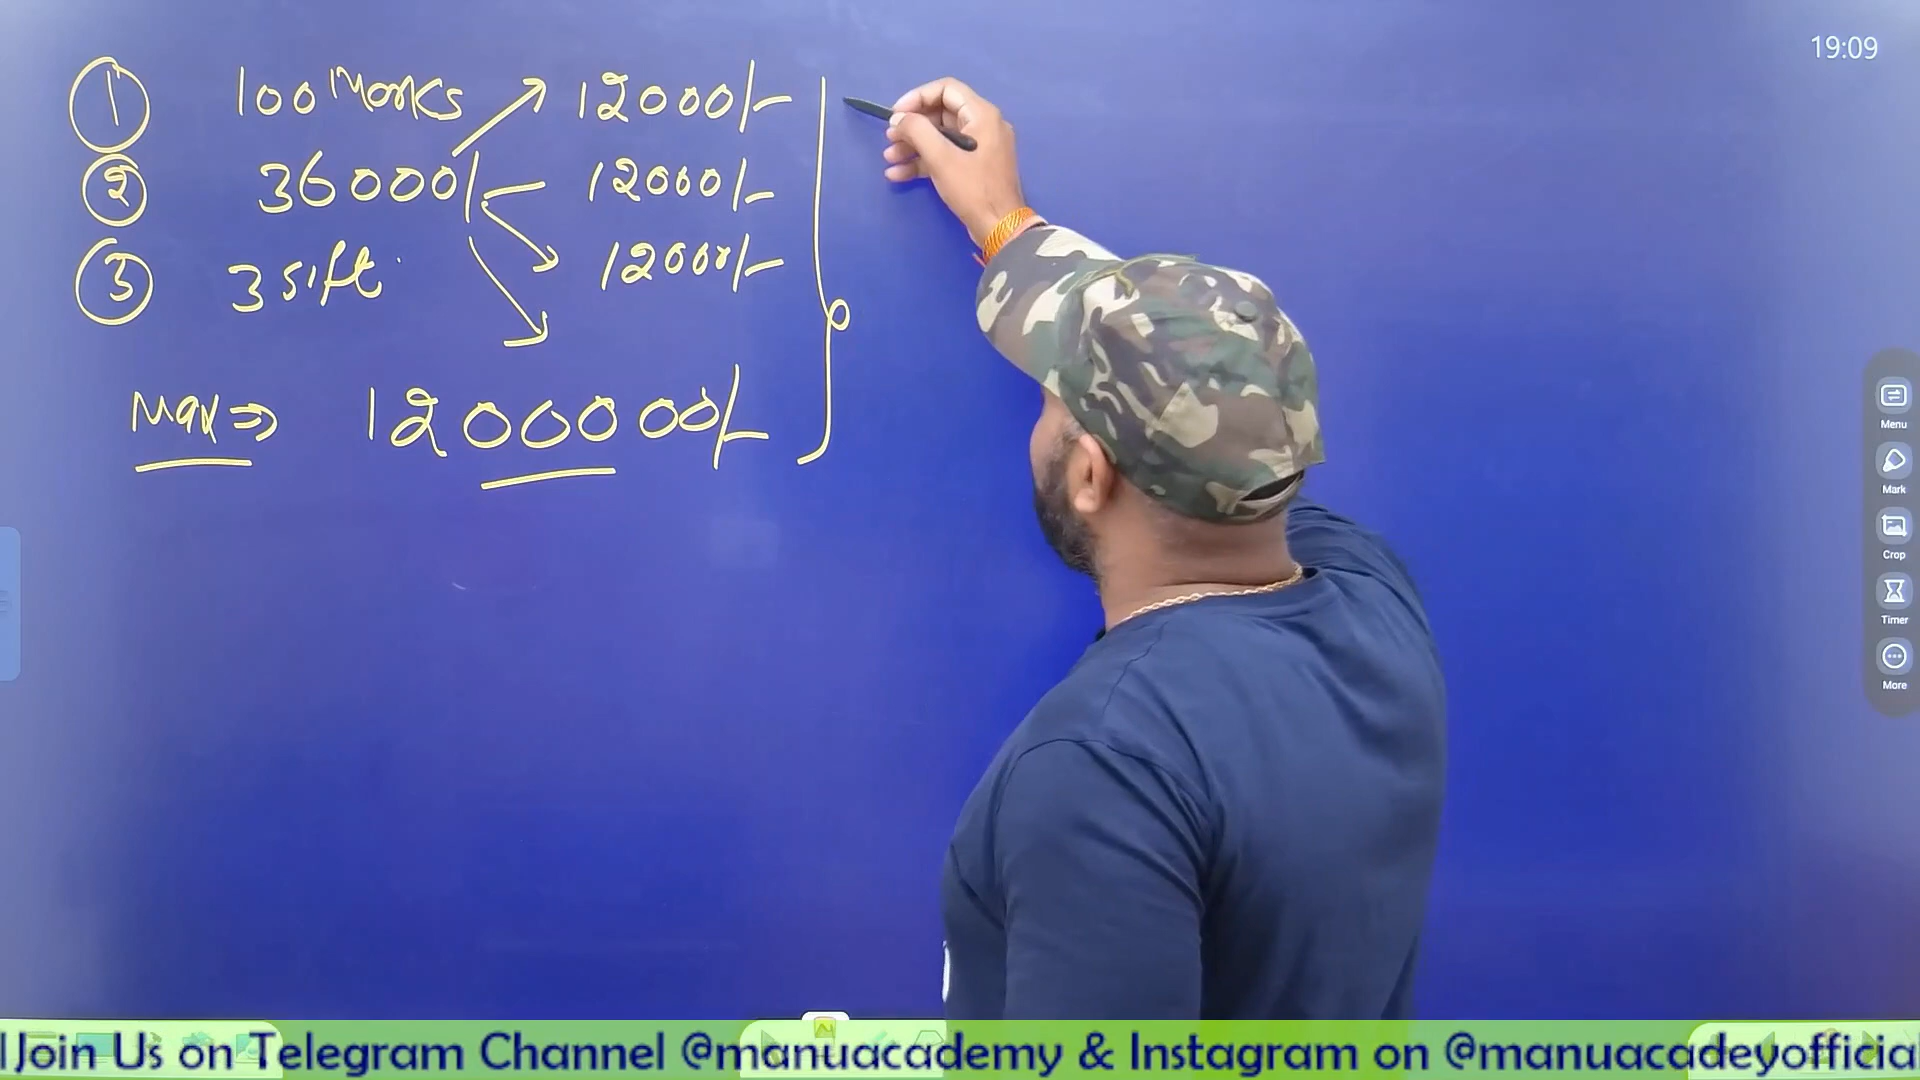 19:09
① 100 Marks 12000/-
② 36000/- 12000/-
③ 3 sift 12000/-
Max ⇒ 1200000/-
Menu
Mark
Crop
Timer
More
Join Us on Telegram Channel @manuacademy & Instagram on @manuacadeyofficia